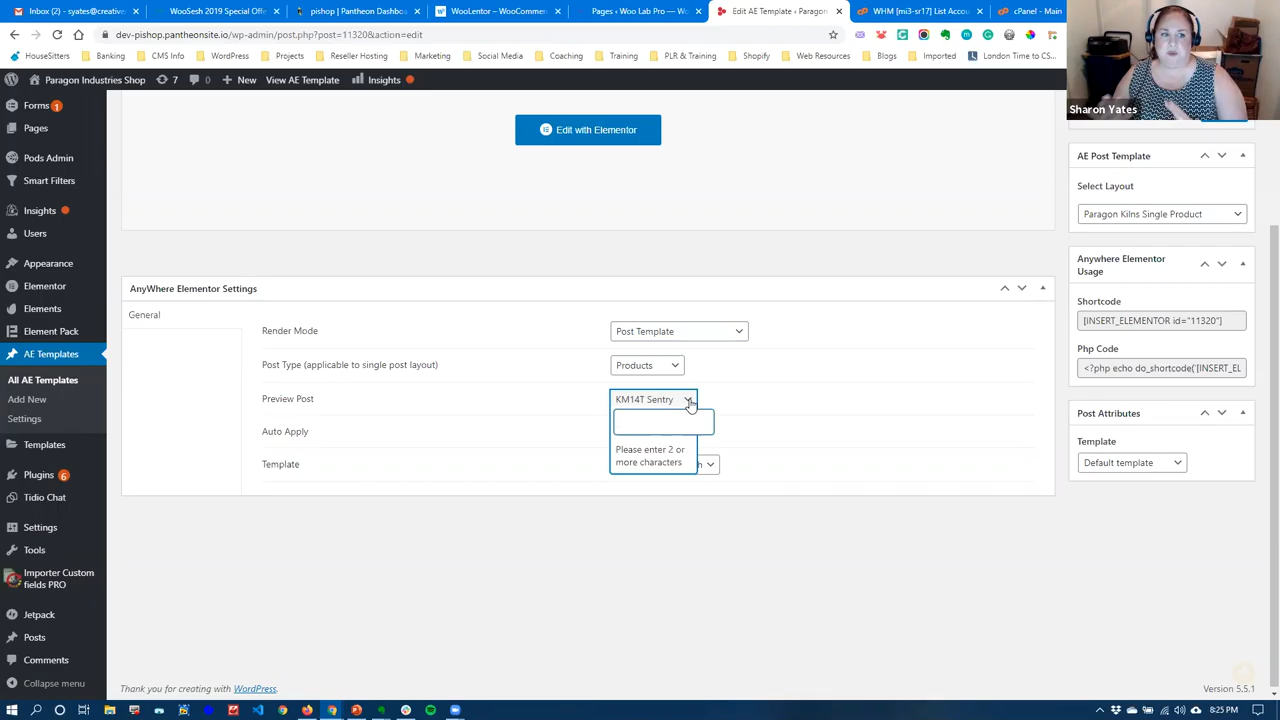 Inbox (2) - syates@creative
WooSesh 2019 Special Offe
pishop | Pantheon Dashboa
WooLentor – WooCommer
Pages ‹ Woo Lab Pro — Wo
Edit AE Template ‹ Paragon
WHM [mi3-sr17] List Accou
cPanel - Main
dev-pishop.pantheonsite.io/wp-admin/post.php?post=11320&action=edit
HouseSitters
Banking
CMS Info
WordPress
Projects
Reseller Hosting
Marketing
Social Media
Coaching
Training
PLR & Training
Shopify
Web Resources
Blogs
Imported
London Time to CS...
Sharon Yates
Paragon Industries Shop
7
0
New
View AE Template
Insights
Forms 1
Pages
Pods Admin
Smart Filters
Insights
Users
Appearance
Elementor
Elements
Element Pack
AE Templates
All AE Templates
Add New
Settings
Templates
Plugins 6
Tidio Chat
Settings
Tools
Importer Custom
fields PRO
Jetpack
Posts
Comments
Collapse menu
Edit with Elementor
AnyWhere Elementor Settings
General
Render Mode
Post Template
Post Type (applicable to single post layout)
Products
Preview Post
KM14T Sentry
Please enter 2 or
more characters
Auto Apply
Template
h
AE Post Template
Select Layout
Paragon Kilns Single Product
Anywhere Elementor
Usage
Shortcode
[INSERT_ELEMENTOR id="11320"]
Php Code
<?php echo do_shortcode('[INSERT_EL
Post Attributes
Template
Default template
Thank you for creating with WordPress.
Version 5.5.1
8:25 PM